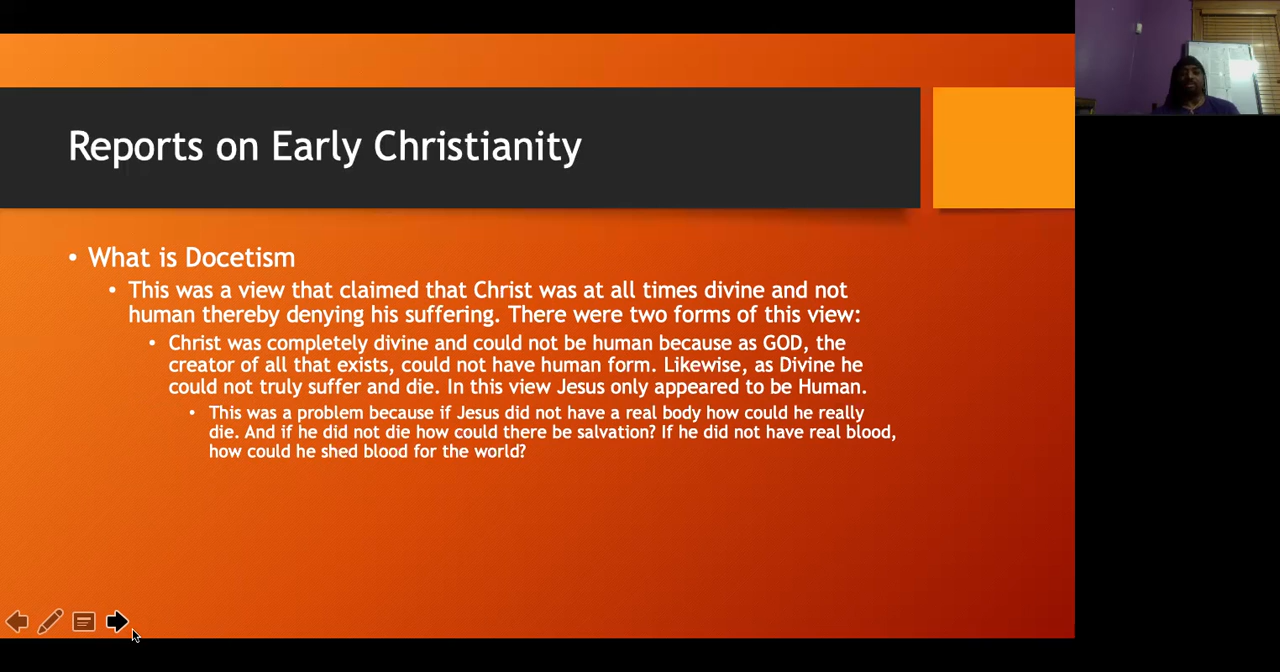 Reports on Early Christianity
• What is Docetism
• This was a view that claimed that Christ was at all times divine and not
human thereby denying his suffering. There were two forms of this view:
• Christ was completely divine and could not be human because as GOD, the
creator of all that exists, could not have human form. Likewise, as Divine he
could not truly suffer and die. In this view Jesus only appeared to be Human.
• This was a problem because if Jesus did not have a real body how could he really
die. And if he did not die how could there be salvation? If he did not have real blood,
how could he shed blood for the world?